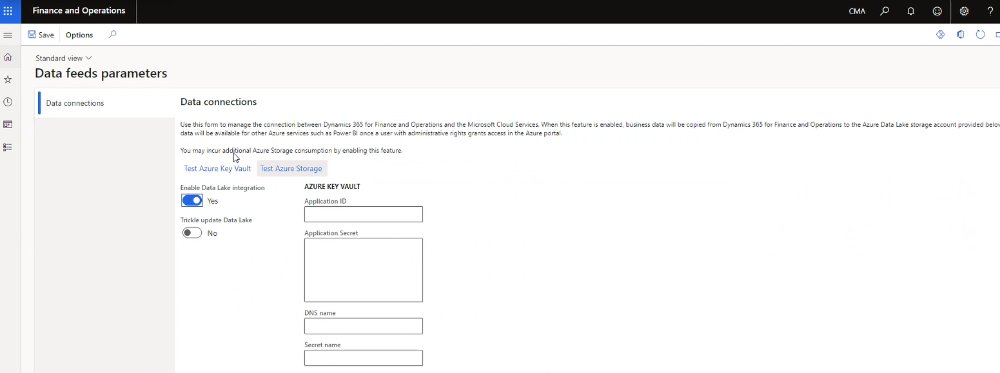 Finance and Operations
CMA
Save
Options
Standard view
Data feeds parameters
Data connections
Data connections
Use this form to manage the connection between Dynamics 365 for Finance and Operations and the Microsoft Cloud Services. When this feature is enabled, business data will be copied from Dynamics 365 for Finance and Operations to the Azure Data Lake storage account provided below
data will be available for other Azure services such as Power BI once a user with administrative rights grants access in the Azure portal.
You may incur additional Azure Storage consumption by enabling this feature.
Test Azure Key Vault
Test Azure Storage
Enable Data Lake integration
Yes
Trickle update Data Lake
No
AZURE KEY VAULT
Application ID
Application Secret
DNS name
Secret name